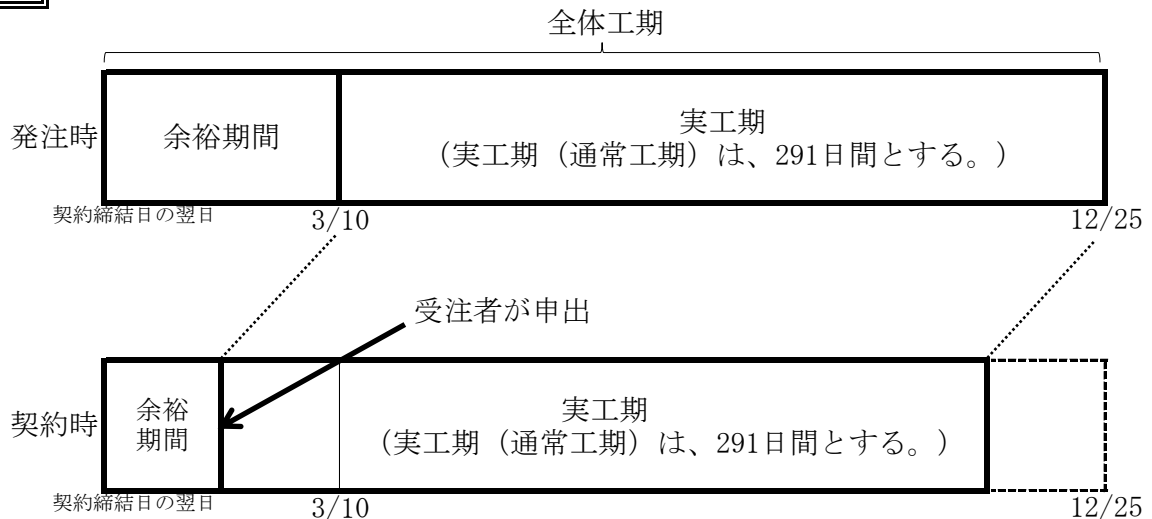 全体工期
発注時
余裕期間
実工期
（実工期（通常工期）は、291日間とする。）
契約締結日の翌日
3/10
12/25
受注者が申出
契約時
余裕
期間
実工期
（実工期（通常工期）は、291日間とする。）
契約締結日の翌日
3/10
12/25